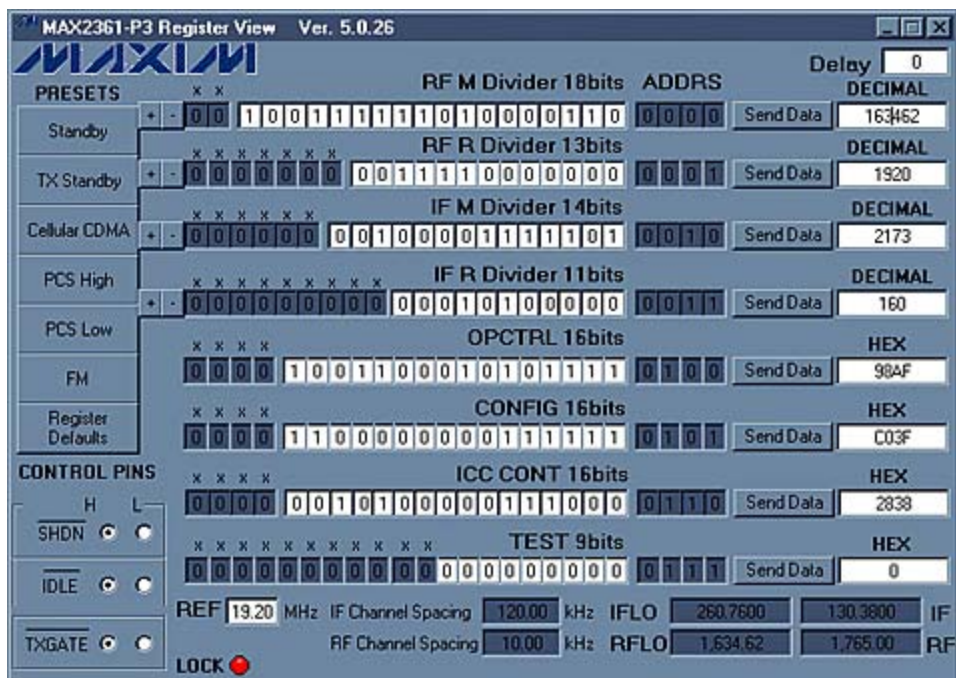 MAX2361-P3 Register View Ver. 5.0.26
MAXIM
Delay 0
PRESETS
Standby
TX Standby
Cellular CDMA
PCS High
PCS Low
FM
Register Defaults
CONTROL PINS
H L
SHDN
IDLE
TXGATE
x x RF M Divider 18bits ADDRS DECIMAL
+ - 0 0 1 0 0 1 1 1 1 1 1 0 1 0 0 0 0 1 1 0 0 0 0 0 Send Data 163462
x x x x x x x RF R Divider 13bits DECIMAL
+ - 0 0 0 0 0 0 0 0 0 1 1 1 1 0 0 0 0 0 0 0 0 0 0 1 Send Data 1920
x x x x x x IF M Divider 14bits DECIMAL
+ - 0 0 0 0 0 0 0 0 1 0 0 0 0 1 1 1 1 1 0 1 0 0 1 0 Send Data 2173
x x x x x x x x x IF R Divider 11bits DECIMAL
+ - 0 0 0 0 0 0 0 0 0 0 0 0 1 0 1 0 0 0 0 0 0 0 1 1 Send Data 160
x x x x OPCTRL 16bits HEX
0 0 0 0 1 0 0 1 1 0 0 0 1 0 1 0 1 1 1 1 0 1 0 0 Send Data 98AF
x x x x CONFIG 16bits HEX
0 0 0 0 1 1 0 0 0 0 0 0 0 0 1 1 1 1 1 1 0 1 0 1 Send Data C03F
x x x x ICC CONT 16bits HEX
0 0 0 0 0 0 1 0 1 0 0 0 0 0 1 1 1 0 0 0 0 1 1 0 Send Data 2838
x x x x x x x x x x x TEST 9bits HEX
0 0 0 0 0 0 0 0 0 0 0 0 0 0 0 0 0 0 0 0 0 1 1 1 Send Data 0
REF 19.20 MHz IF Channel Spacing 120.00 kHz IFLO 260.7600 130.3800 IF
RF Channel Spacing 10.00 kHz RFLO 1,634.62 1,765.00 RF
LOCK